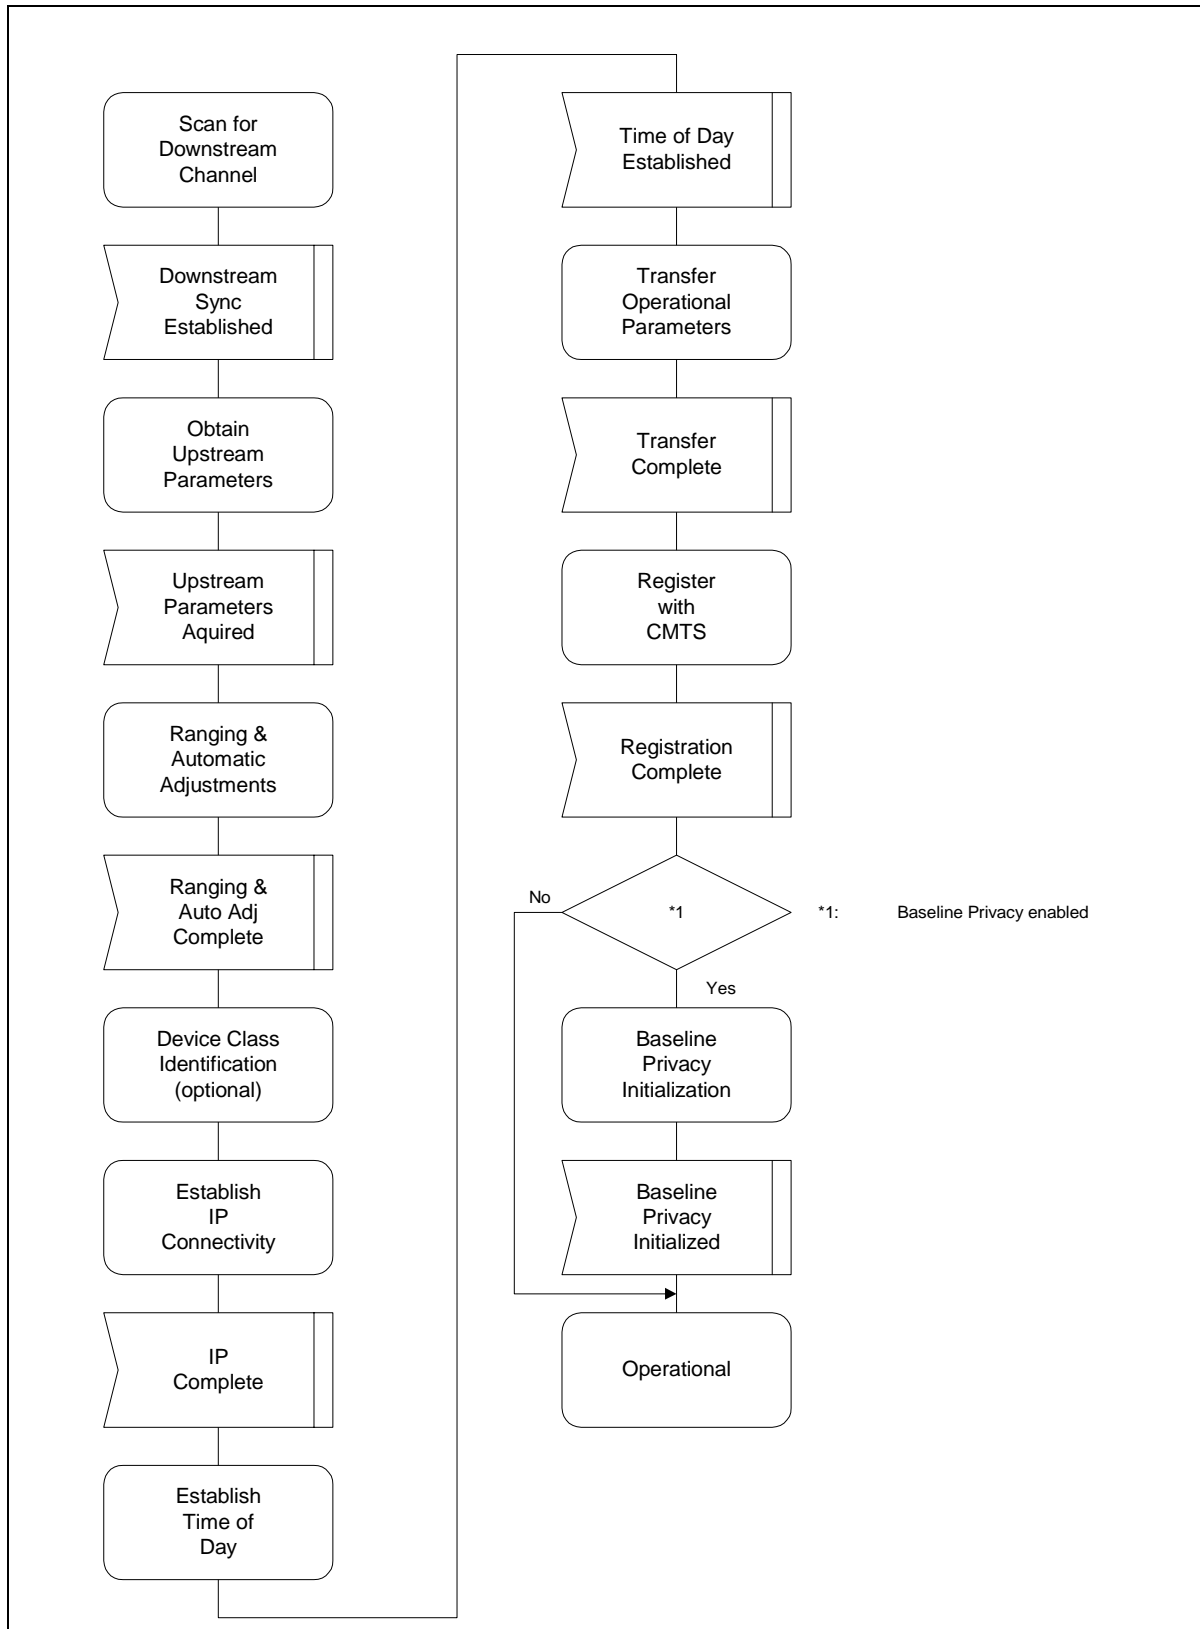 Scan for
Downstream
Channel
Downstream
Sync
Established
Obtain
Upstream
Parameters
Upstream
Parameters
Aquired
Ranging &
Automatic
Adjustments
Ranging &
Auto Adj
Complete
Device Class
Identification
(optional)
Establish
IP
Connectivity
IP
Complete
Establish
Time of
Day
Time of Day
Established
Transfer
Operational
Parameters
Transfer
Complete
Register
with
CMTS
Registration
Complete
No
*1
*1: Baseline Privacy enabled
Yes
Baseline
Privacy
Initialization
Baseline
Privacy
Initialized
Operational